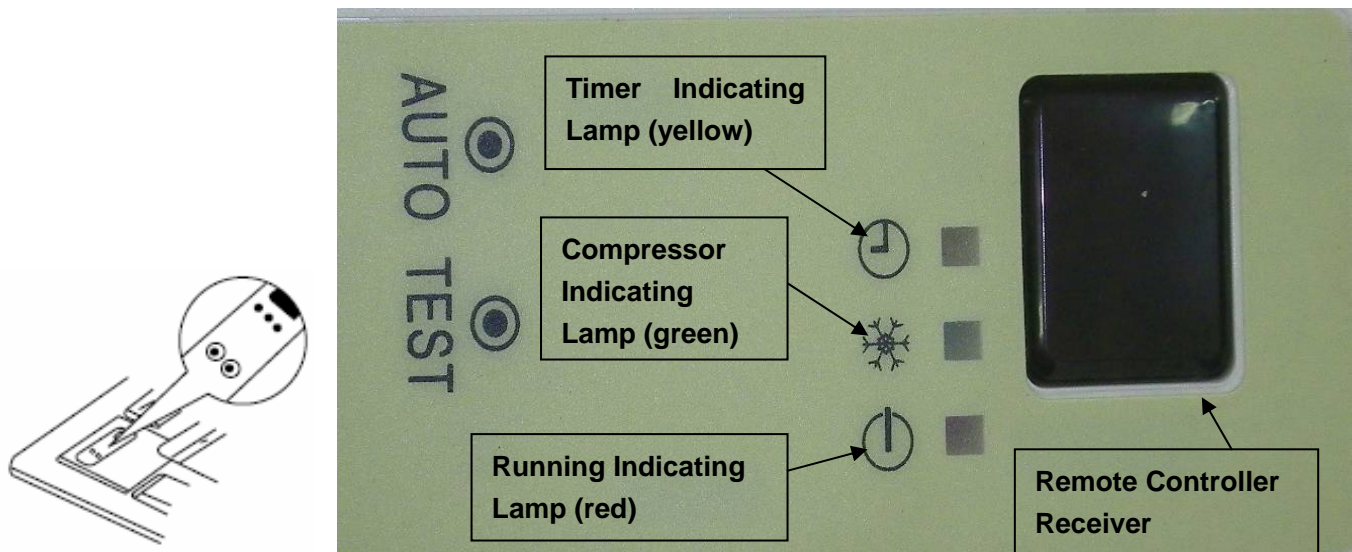 AUTO TEST
Timer Indicating
Lamp (yellow)
Compressor
Indicating
Lamp (green)
Running Indicating
Lamp (red)
Remote Controller
Receiver